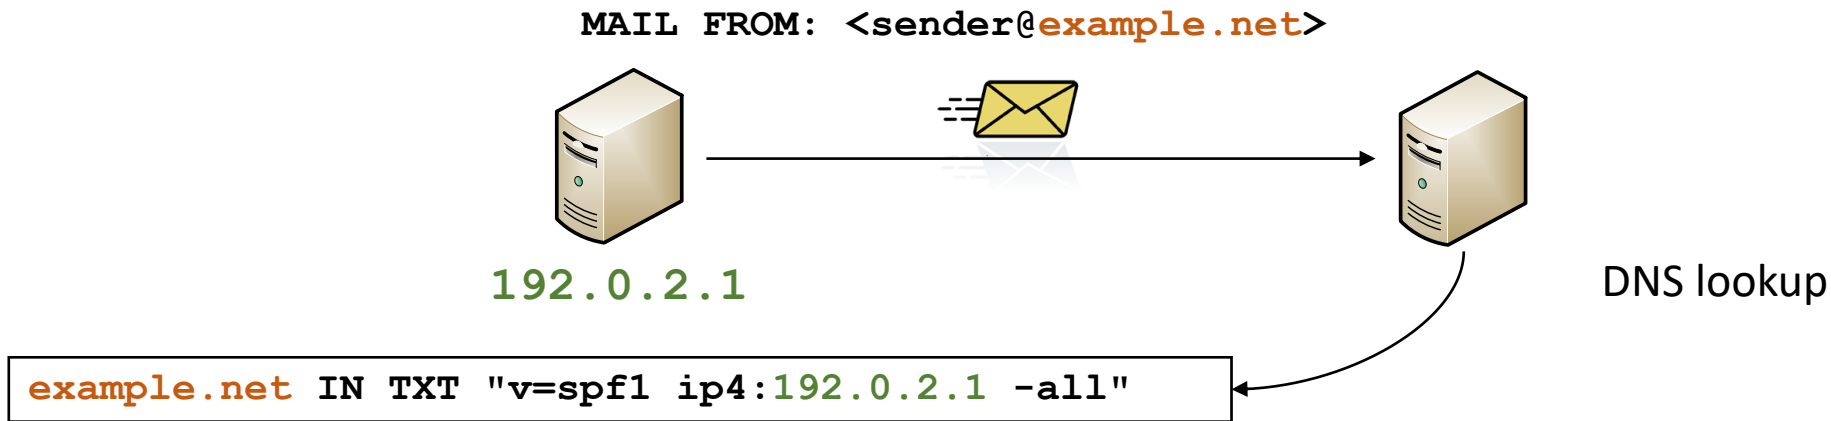 MAIL FROM: <sender@example.net>
192.0.2.1
DNS lookup
example.net IN TXT "v=spf1 ip4:192.0.2.1 -all"